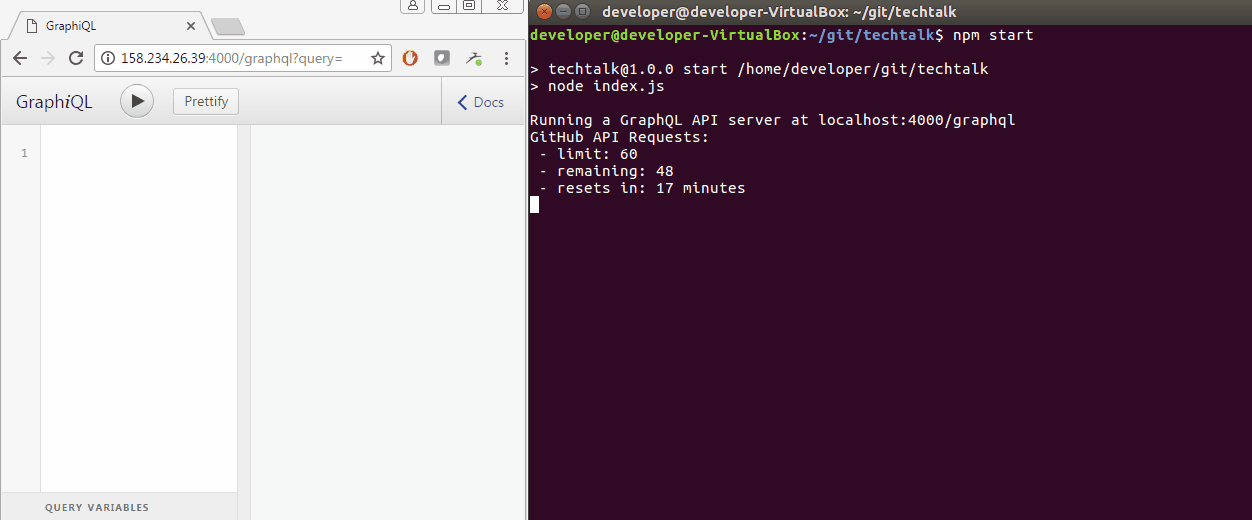 GraphiQL
158.234.26.39:4000/graphql?query=
GraphiQL
Prettify
Docs
1
QUERY VARIABLES
developer@developer-VirtualBox: ~/git/techtalk
developer@developer-VirtualBox:~/git/techtalk$ npm start
> techtalk@1.0.0 start /home/developer/git/techtalk
> node index.js
Running a GraphQL API server at localhost:4000/graphql
GitHub API Requests:
- limit: 60
- remaining: 48
- resets in: 17 minutes